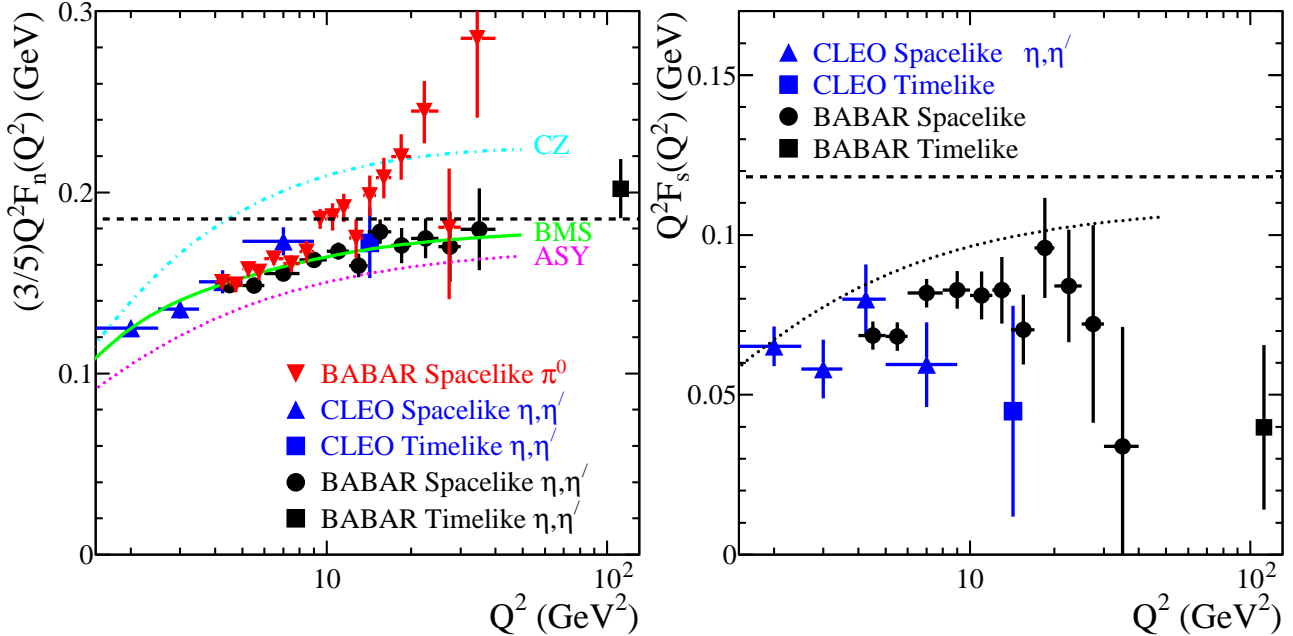 (3/5)Q²Fₙ(Q²) (GeV)
0.3
0.2
0.1
0
CZ
BMS
ASY
BABAR Spacelike π⁰
CLEO Spacelike η,η′
CLEO Timelike η,η′
BABAR Spacelike η,η′
BABAR Timelike η,η′
10
10²
Q² (GeV²)
Q²Fₛ(Q²) (GeV)
0.15
0.1
0.05
0
CLEO Spacelike η,η′
CLEO Timelike
BABAR Spacelike
BABAR Timelike
10
10²
Q² (GeV²)